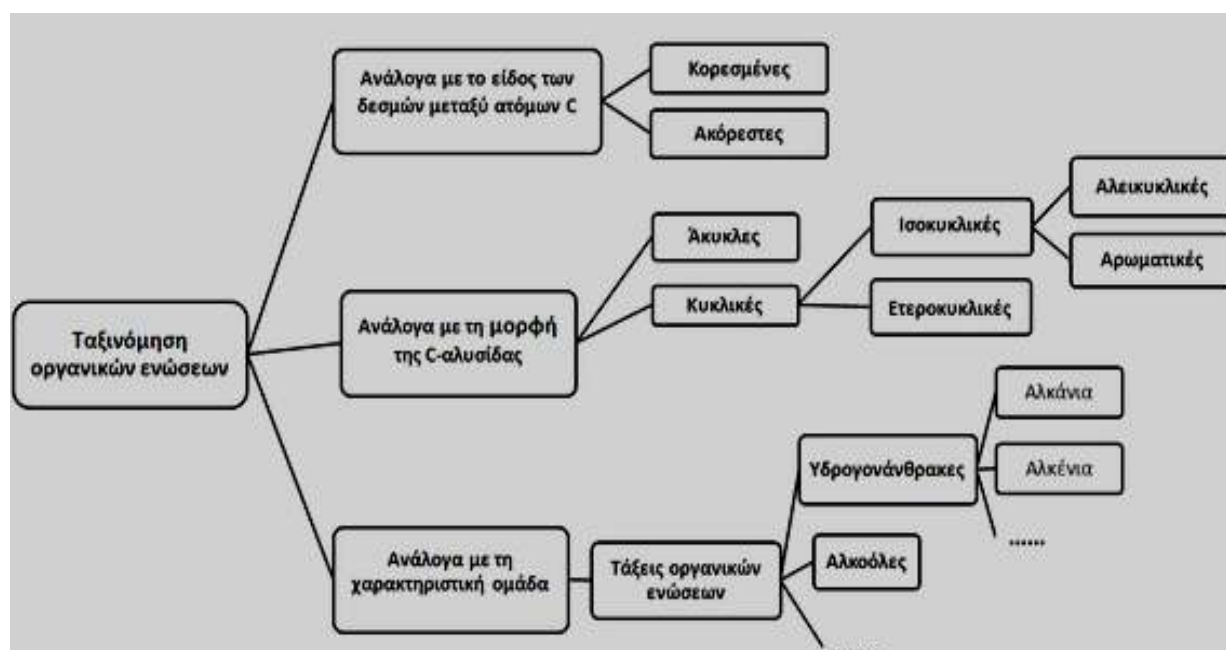 Ταξινόμηση
οργανικών ενώσεων
Ανάλογα με το είδος των
δεσμών μεταξύ ατόμων C
Κορεσμένες
Ακόρεστες
Ανάλογα με τη μορφή
της C-αλυσίδας
Άκυκλες
Κυκλικές
Ισοκυκλικές
Αλεικυκλικές
Αρωματικές
Ετεροκυκλικές
Ανάλογα με τη
χαρακτηριστική ομάδα
Τάξεις οργανικών
ενώσεων
Υδρογονάνθρακες
Αλκάνια
Αλκένια
......
Αλκοόλες